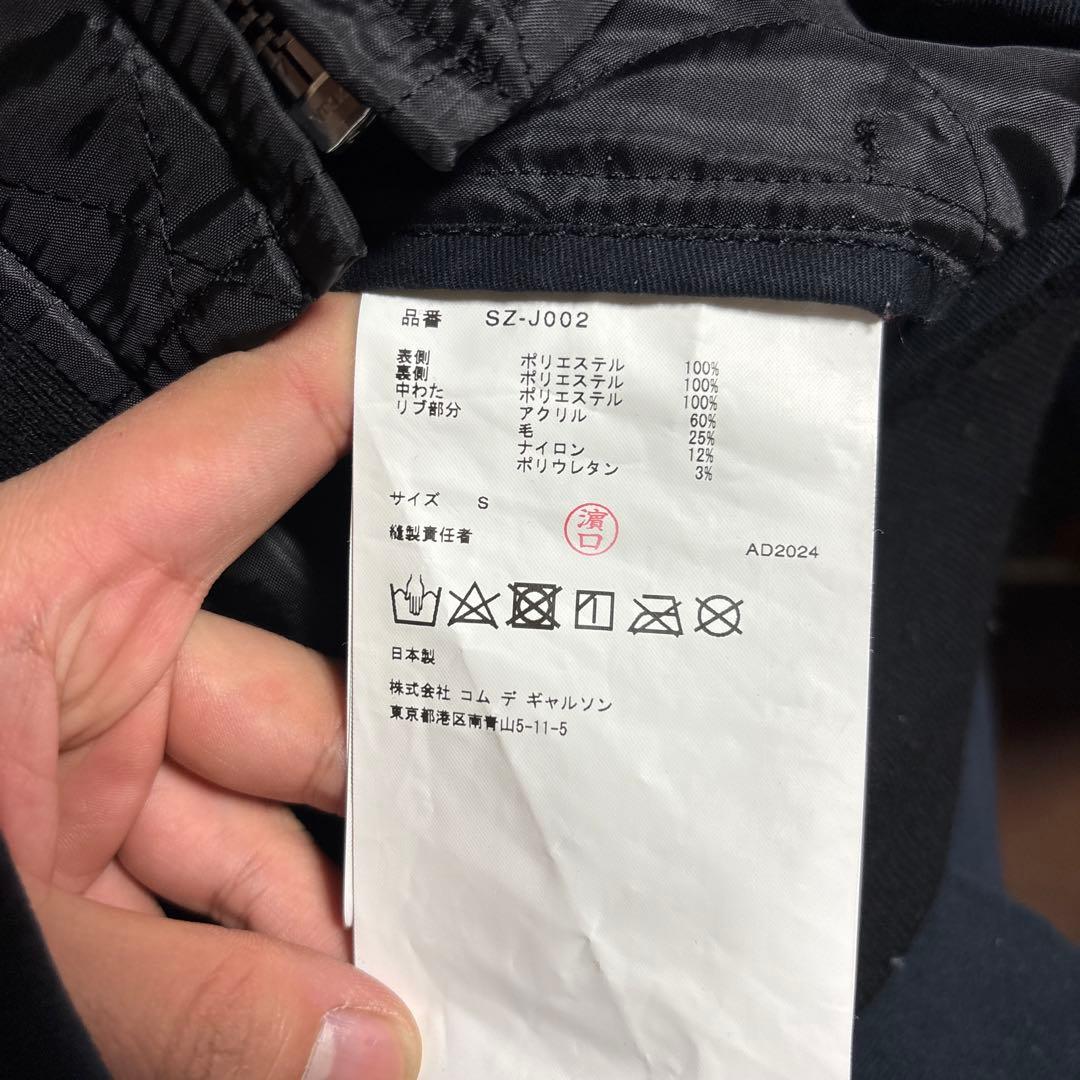 品番 SZ-J002
表側 ポリエステル 100%
裏側 ポリエステル 100%
中わた ポリエステル 100%
リブ部分 アクリル 60%
毛 25%
ナイロン 12%
ポリウレタン 3%
サイズ S
縫製責任者 濱口 AD2024
日本製
株式会社 コム デ ギャルソン
東京都港区南青山5-11-5